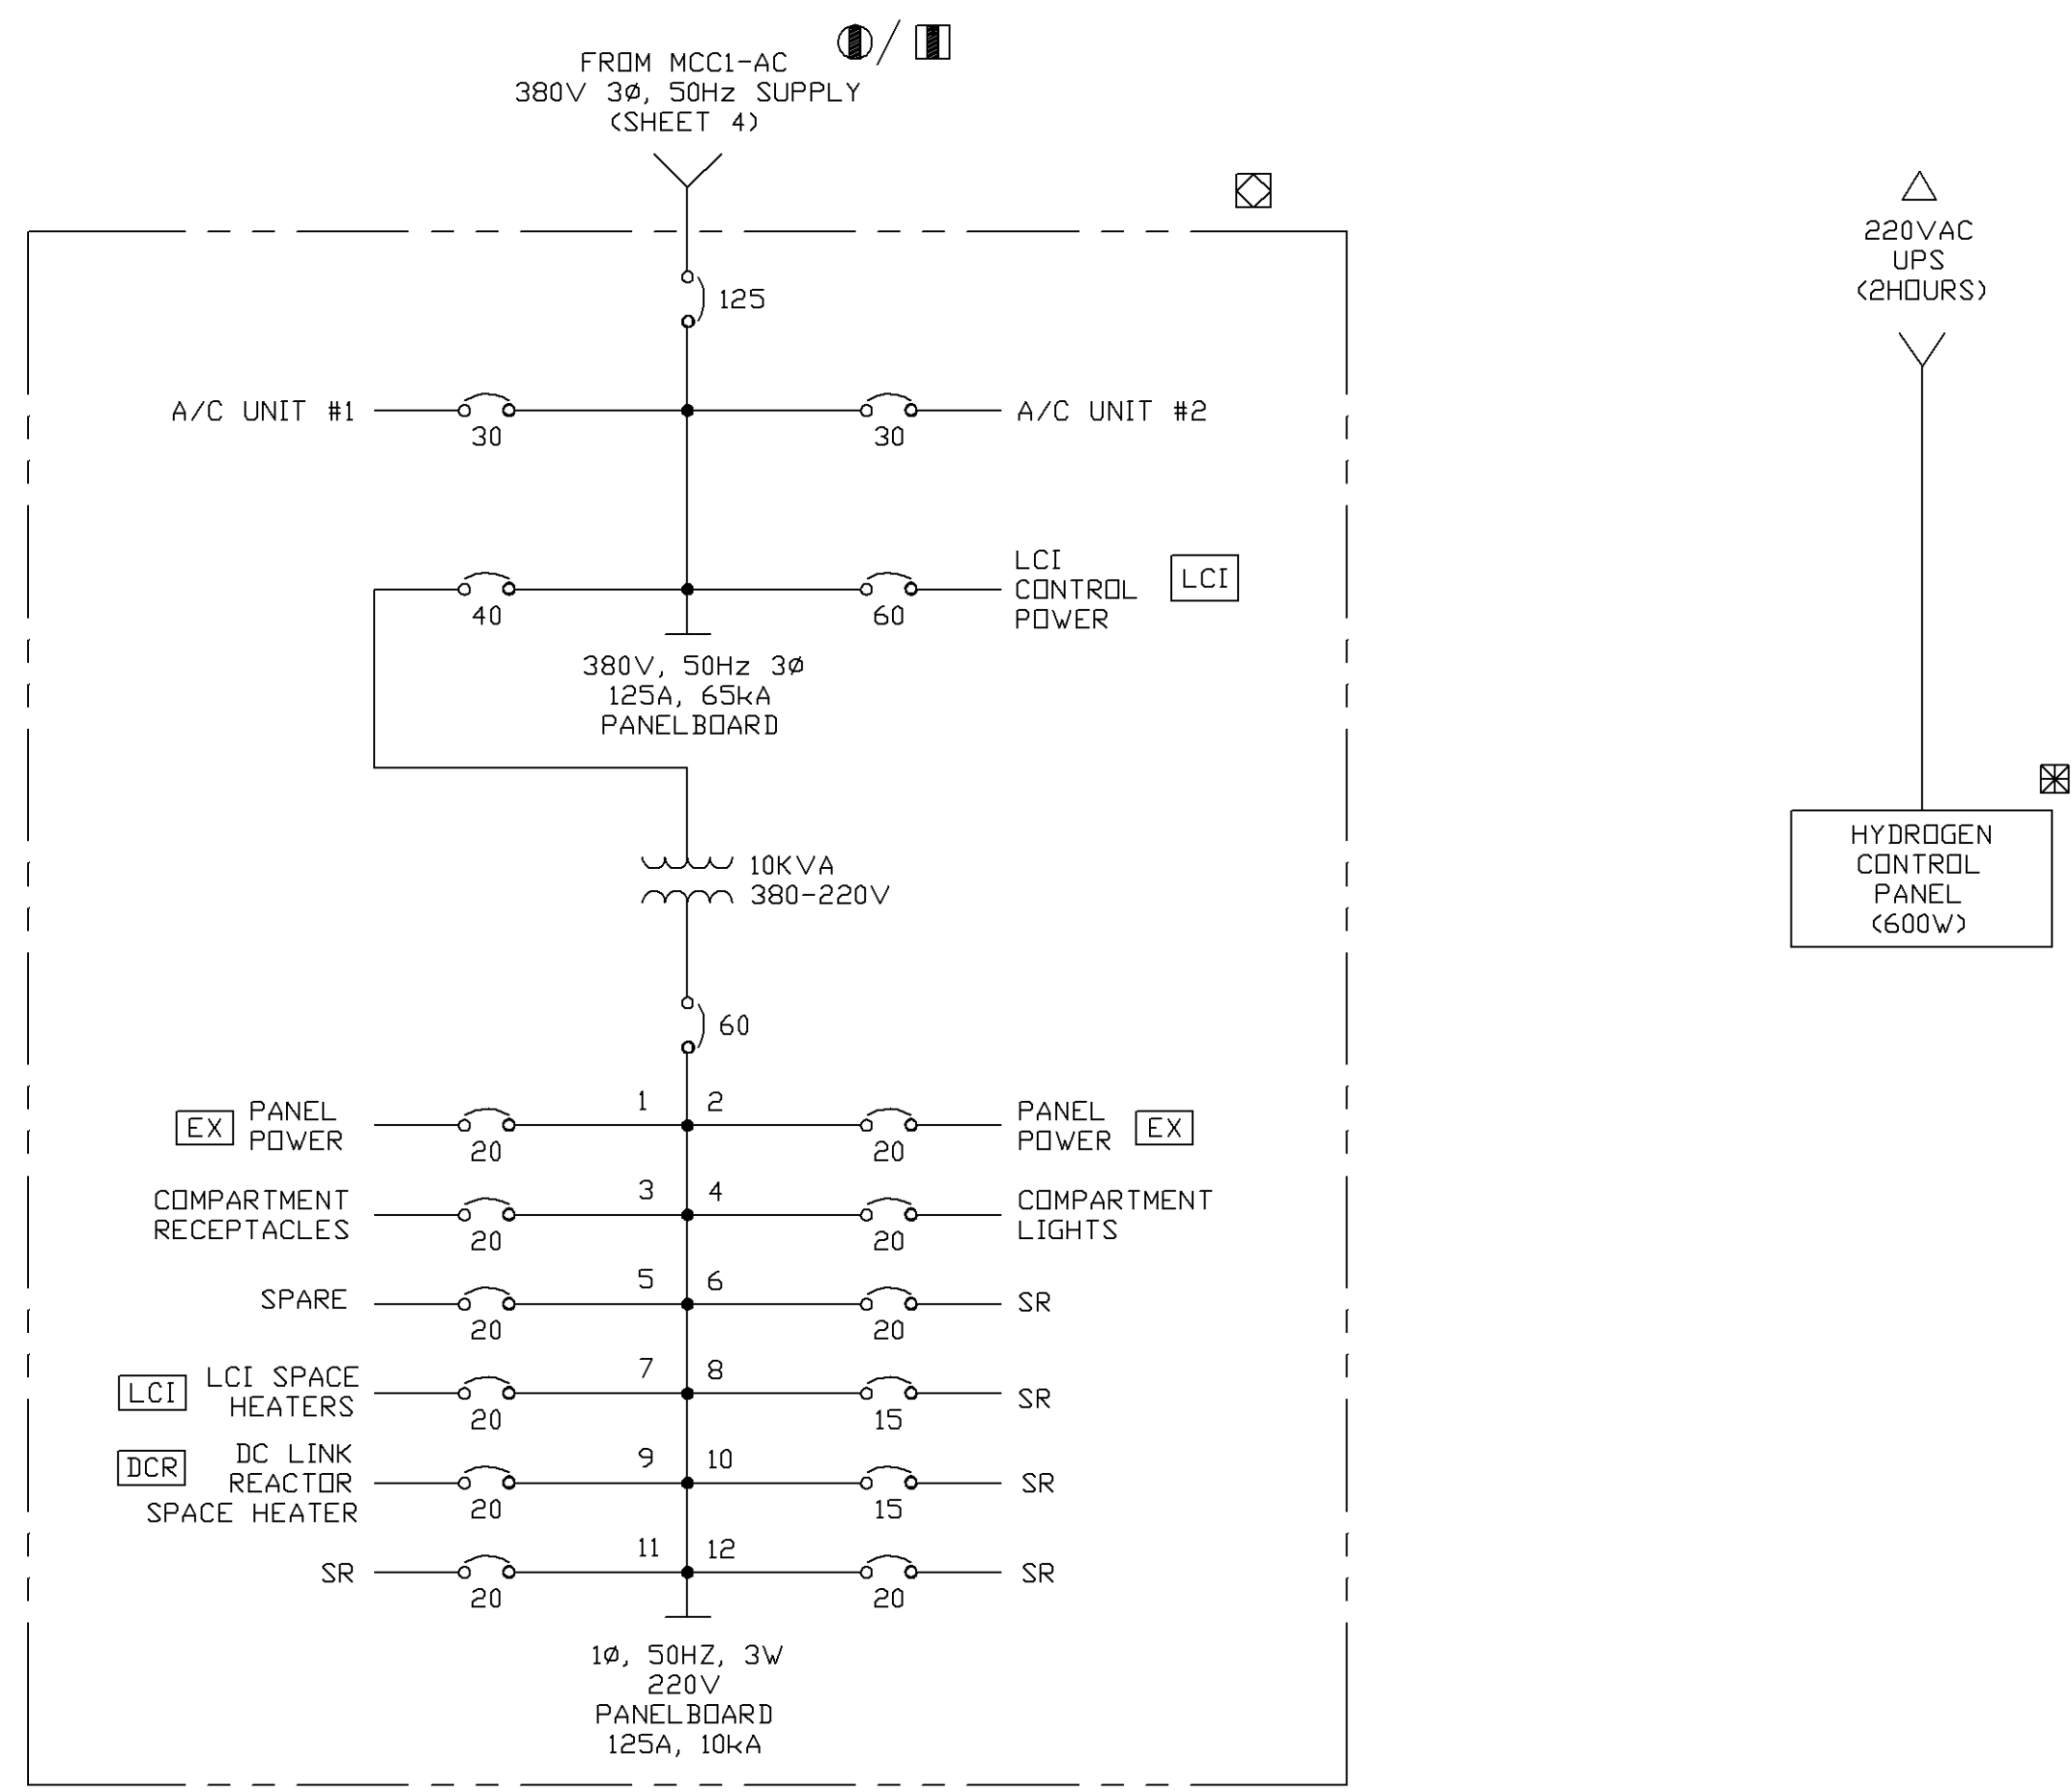 FROM MCC1-AC
380V 3Ø, 50Hz SUPPLY
(SHEET 4)
125
A/C UNIT #1
30
30
A/C UNIT #2
40
60
LCI
CONTROL
POWER
LCI
380V, 50Hz 3Ø
125A, 65kA
PANELBOARD
10KVA
380-220V
60
EX
PANEL
POWER
20
1
2
20
PANEL
POWER
EX
COMPARTMENT
RECEPTACLES
20
3
4
20
COMPARTMENT
LIGHTS
SPARE
20
5
6
20
SR
LCI
LCI SPACE
HEATERS
20
7
8
15
SR
DCR
DC LINK
REACTOR
SPACE HEATER
20
9
10
15
SR
SR
20
11
12
20
SR
1Ø, 50HZ, 3W
220V
PANELBOARD
125A, 10kA
220VAC
UPS
(2HOURS)
HYDROGEN
CONTROL
PANEL
(600W)